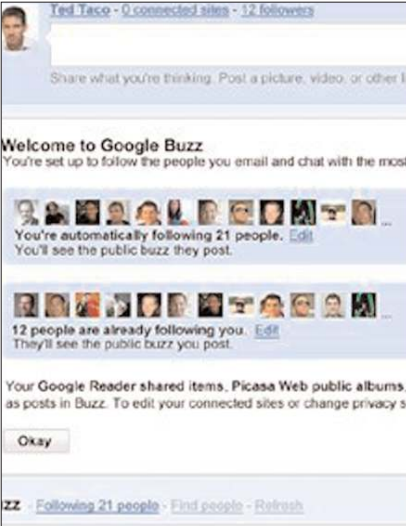 Ted Taco - 0 connected sites - 12 followers
Share what you're thinking. Post a picture, video, or other
Welcome to Google Buzz
You're set up to follow the people you email and chat with the most
...
You're automatically following 21 people. Edit
You'll see the public buzz they post.
...
12 people are already following you. Edit
They'll see the public buzz you post.
Your Google Reader shared items, Picasa Web public albums,
as posts in Buzz. To edit your connected sites or change privacy s
Okay
zz - Following 21 people - Find people - Refresh